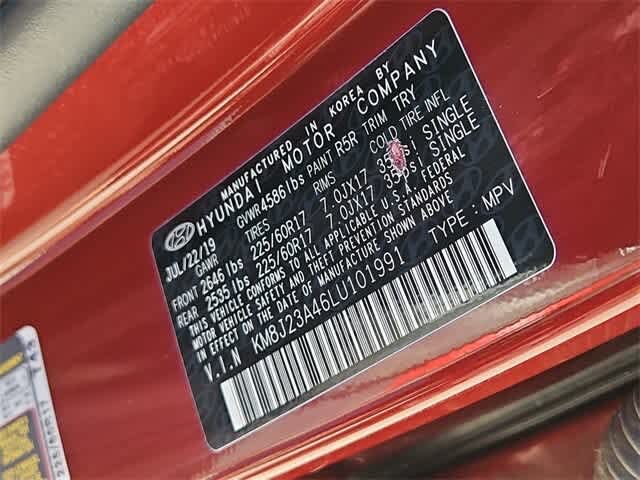 MANUFACTURED IN KOREA BY
HYUNDAI MOTOR COMPANY
JUL/22/19 GVWR 4586 lbs PAINT R5R TRIM TRY
GAWR TIRES RIMS COLD TIRE INFL
FRONT 2646 lbs 225/60R17 7.0JX17 SINGLE
REAR 2535 lbs 225/60R17 7.0JX17 SINGLE
THIS VEHICLE CONFORMS TO ALL APPLICABLE U.S.A. FEDERAL
MOTOR VEHICLE SAFETY AND THEFT PREVENTION STANDARDS
IN EFFECT ON THE DATE OF MANUFACTURE SHOWN ABOVE
V.I.N KM8J23A46LU101991 TYPE : MPV